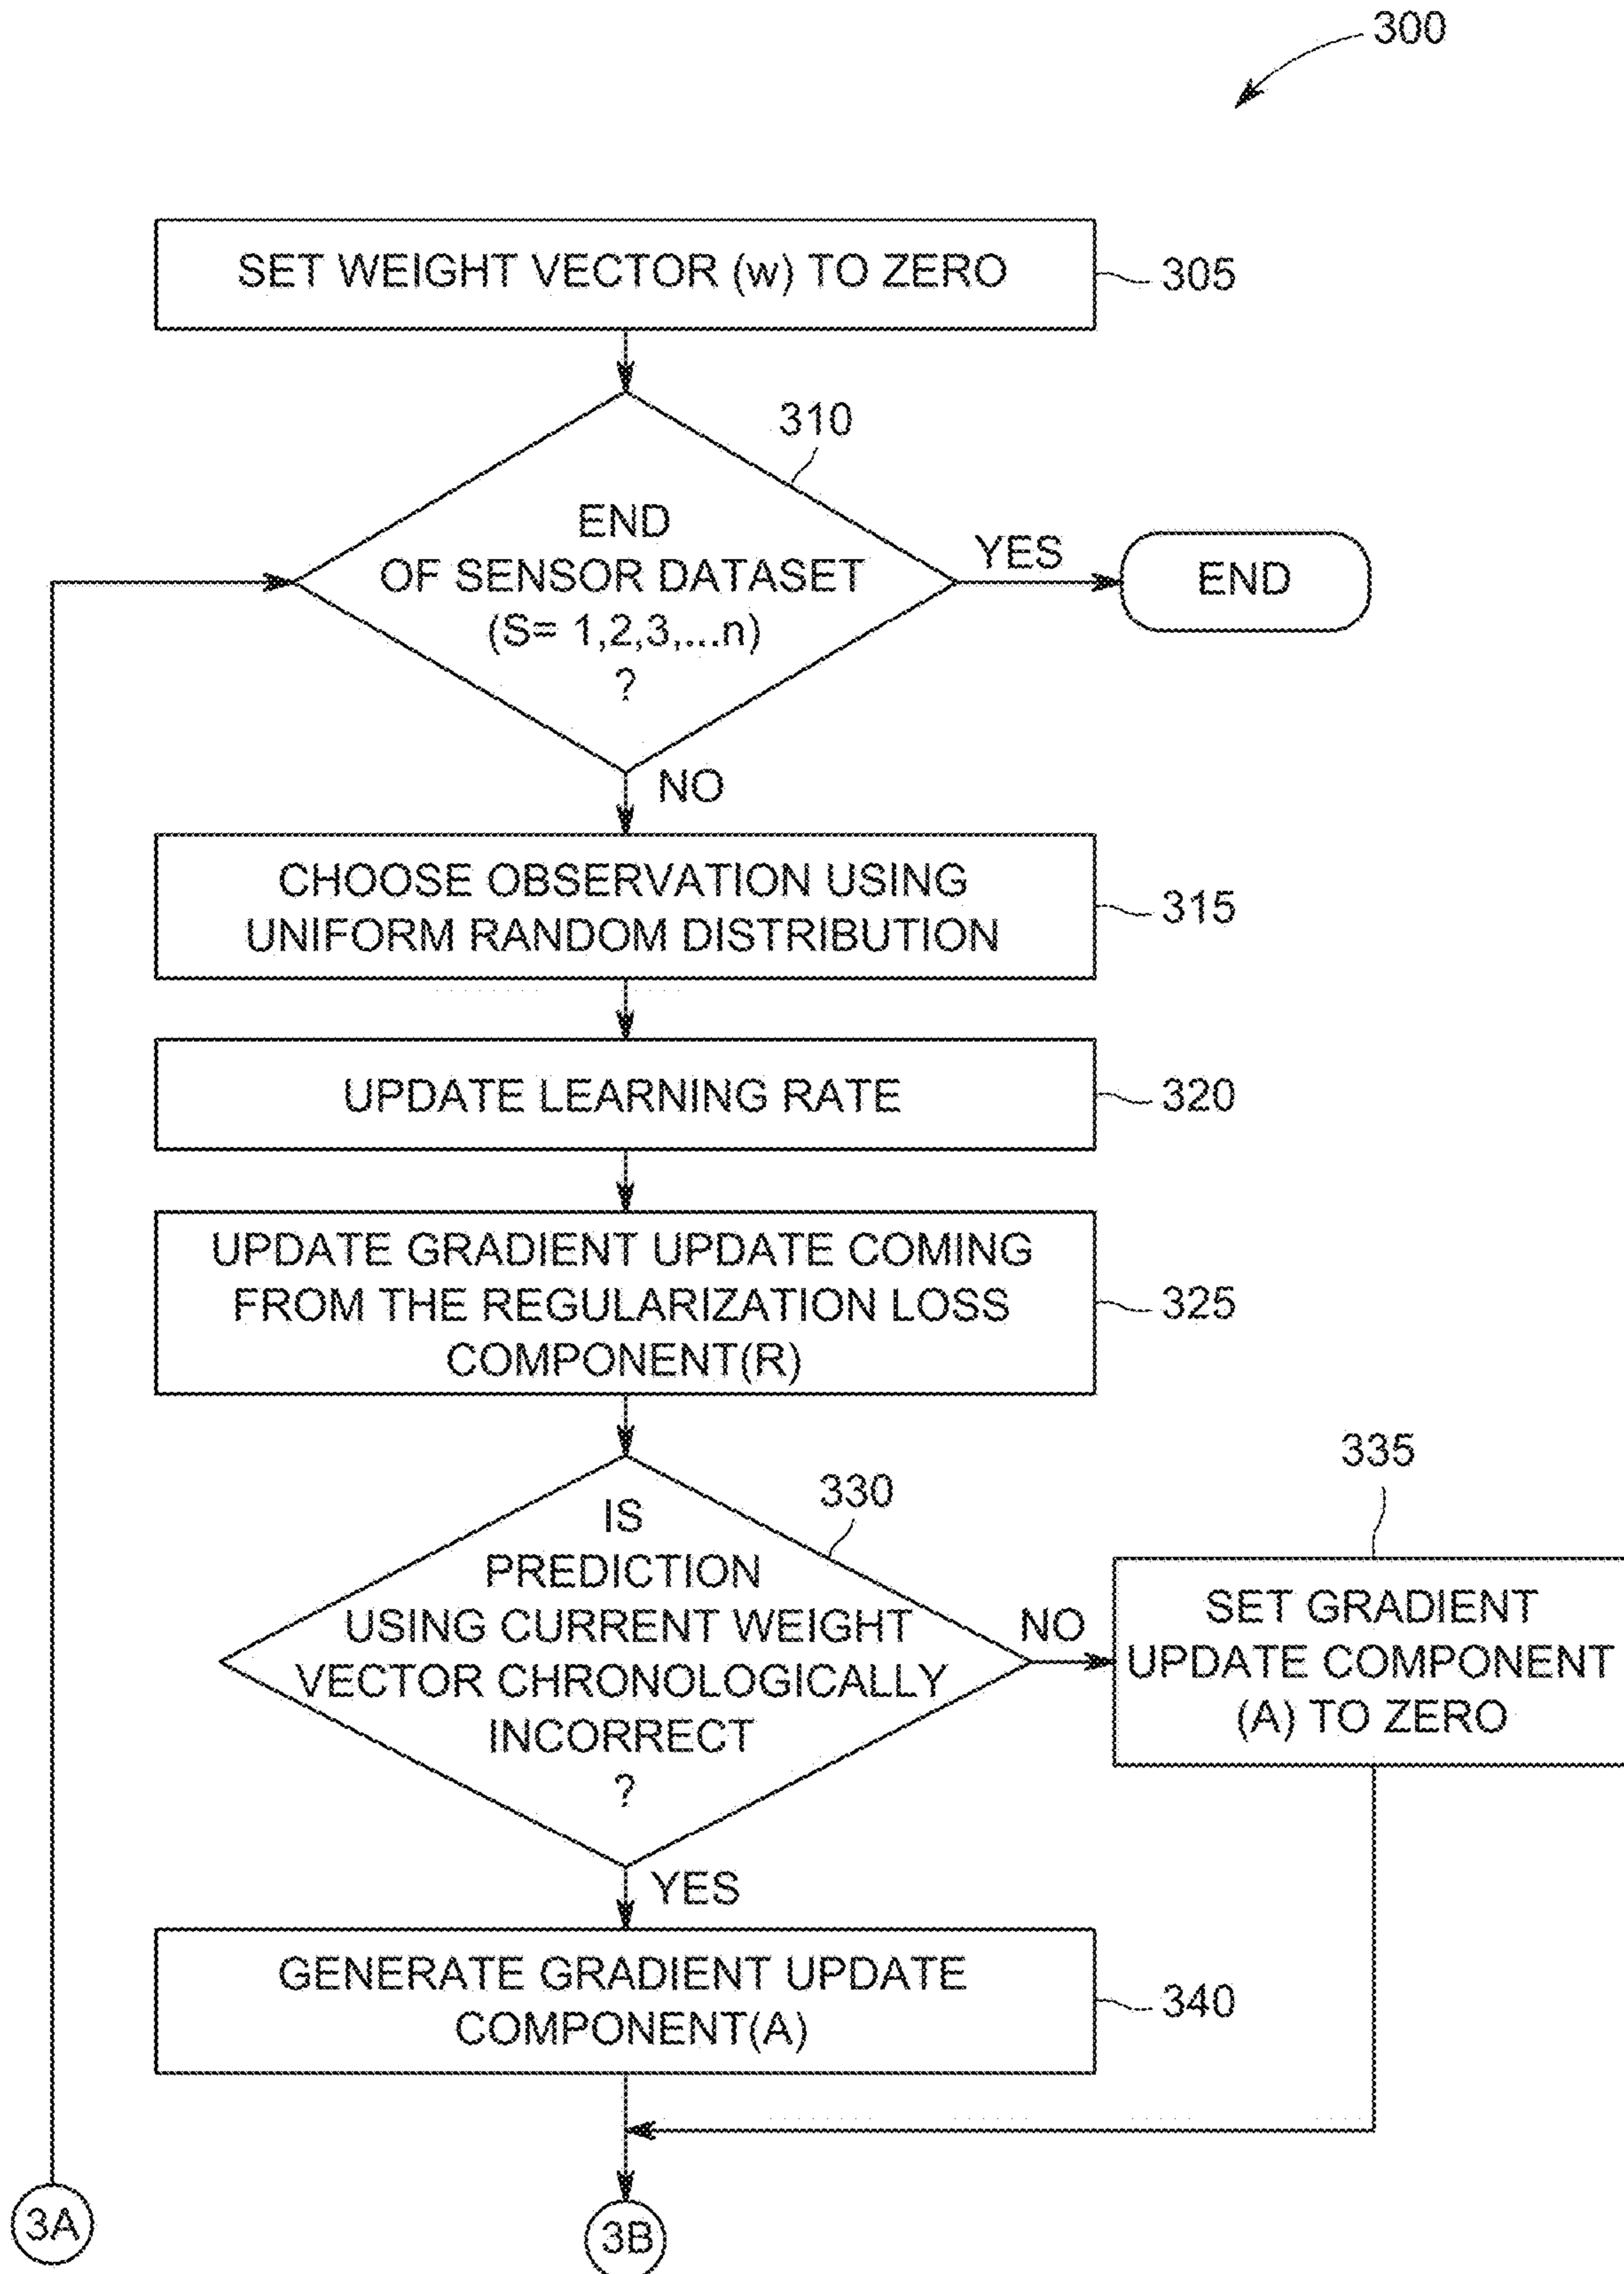 300
SET WEIGHT VECTOR (w) TO ZERO
305
310
END
OF SENSOR DATASET
(S= 1,2,3,...n)
?
YES
END
NO
CHOOSE OBSERVATION USING
UNIFORM RANDOM DISTRIBUTION
315
UPDATE LEARNING RATE
320
UPDATE GRADIENT UPDATE COMING
FROM THE REGULARIZATION LOSS
COMPONENT(R)
325
330
IS
PREDICTION
USING CURRENT WEIGHT
VECTOR CHRONOLOGICALLY
INCORRECT
?
NO
335
SET GRADIENT
UPDATE COMPONENT
(A) TO ZERO
YES
GENERATE GRADIENT UPDATE
COMPONENT(A)
340
3A
3B